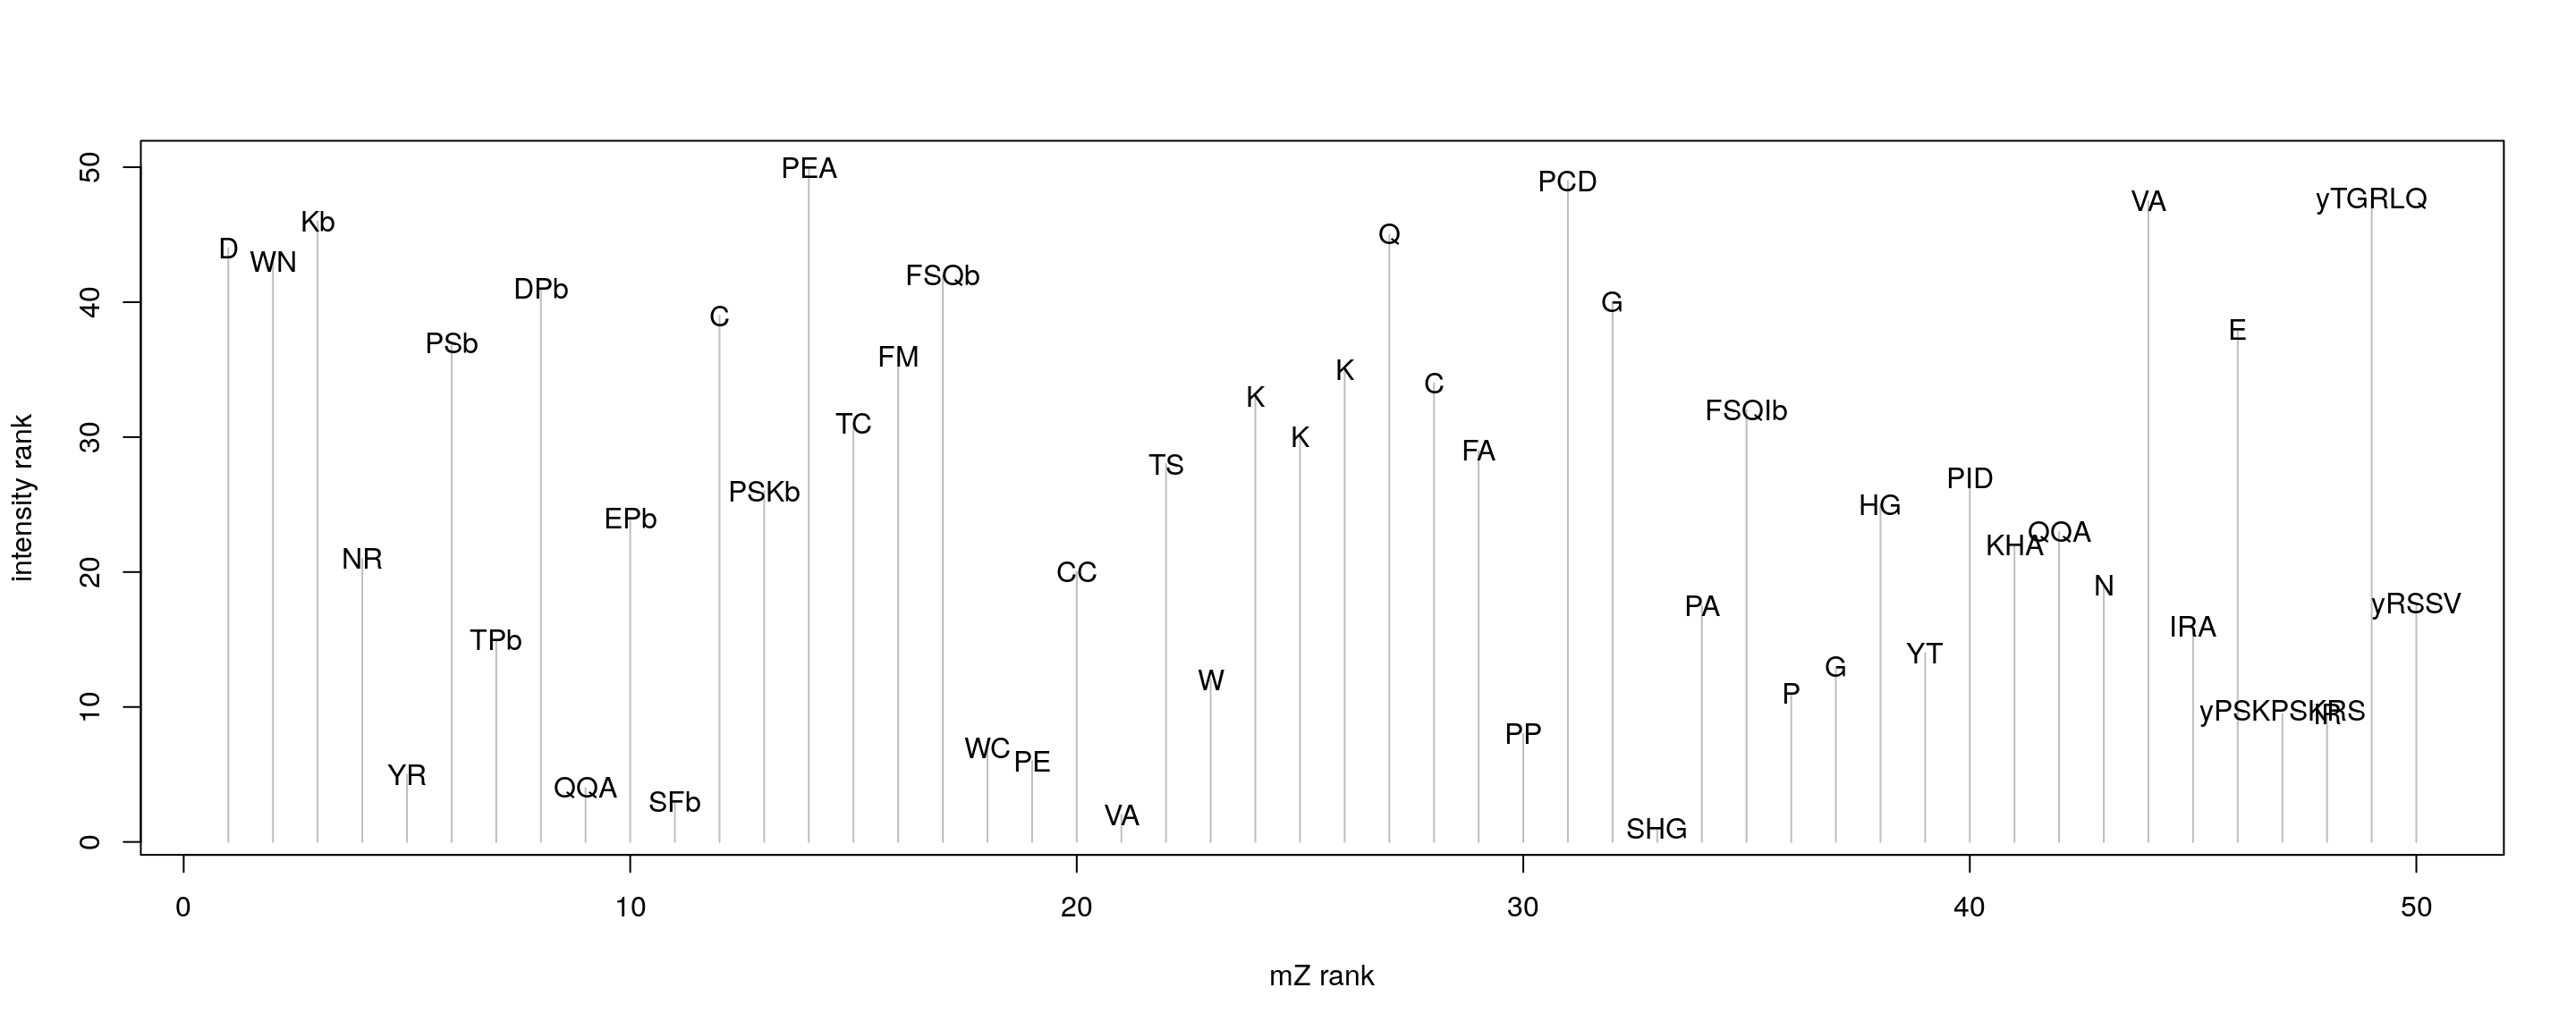 PEA
PCD
50
VA
yTGRLQ
Kb
Q
D
WN
FSQb
DPb
40
G
C
E
PSb
FM
K
C
K
FSQIb
TC
30
K
FA
TS
PID
PSKb
HG
EPb
QQA
KHA
NR
20
CC
N
PA
yRSSV
IRA
TPb
YT
G
W
P
10
yPSKPSKRS
PP
WC
PE
YR
QQA
SFb
VA
SHG
0
intensity rank
0 10 20 30 40 50
mZ rank